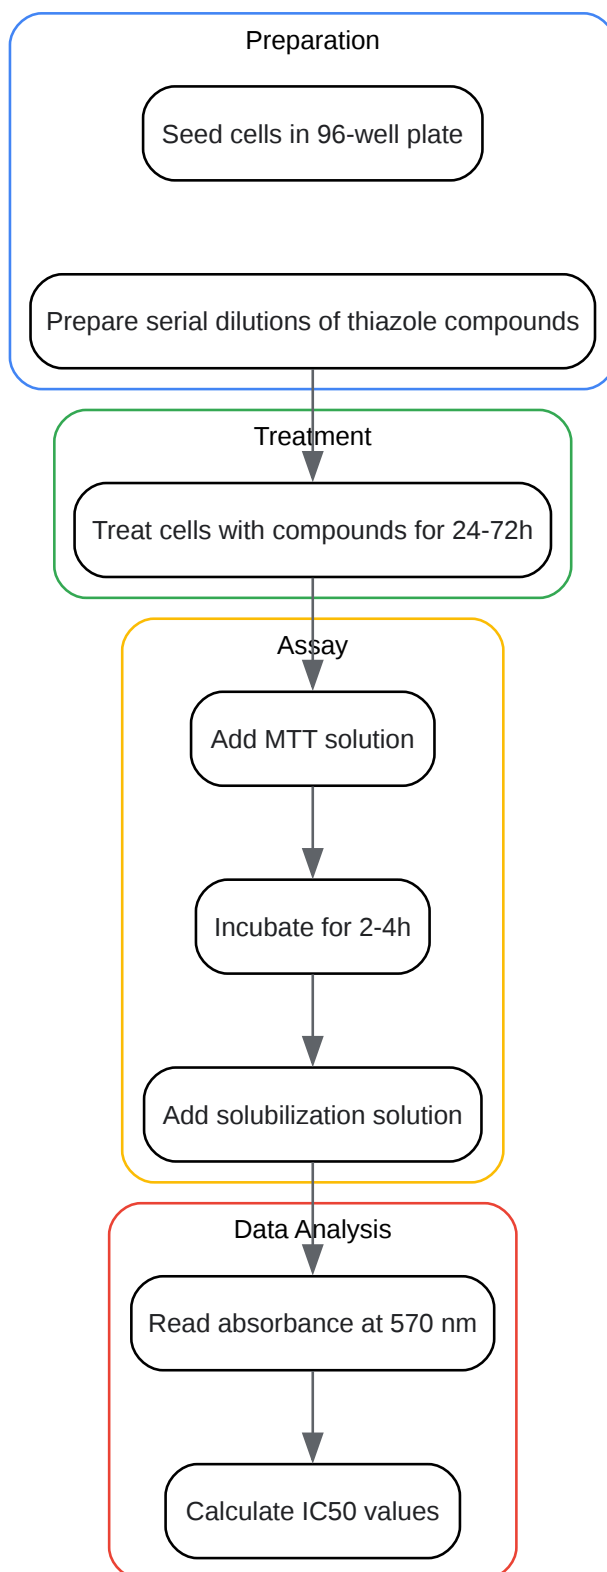 Preparation
Seed cells in 96-well plate
Prepare serial dilutions of thiazole compounds
Treatment
Treat cells with compounds for 24-72h
Assay
Add MTT solution
Incubate for 2-4h
Add solubilization solution
Data Analysis
Read absorbance at 570 nm
Calculate IC50 values